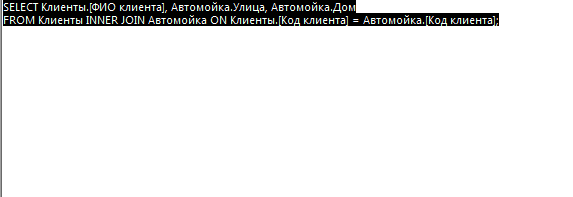 SELECT Клиенты.[ФИО клиента], Автомойка.Улица, Автомойка.Дом
FROM Клиенты INNER JOIN Автомойка ON Клиенты.[Код клиента] = Автомойка.[Код клиента];